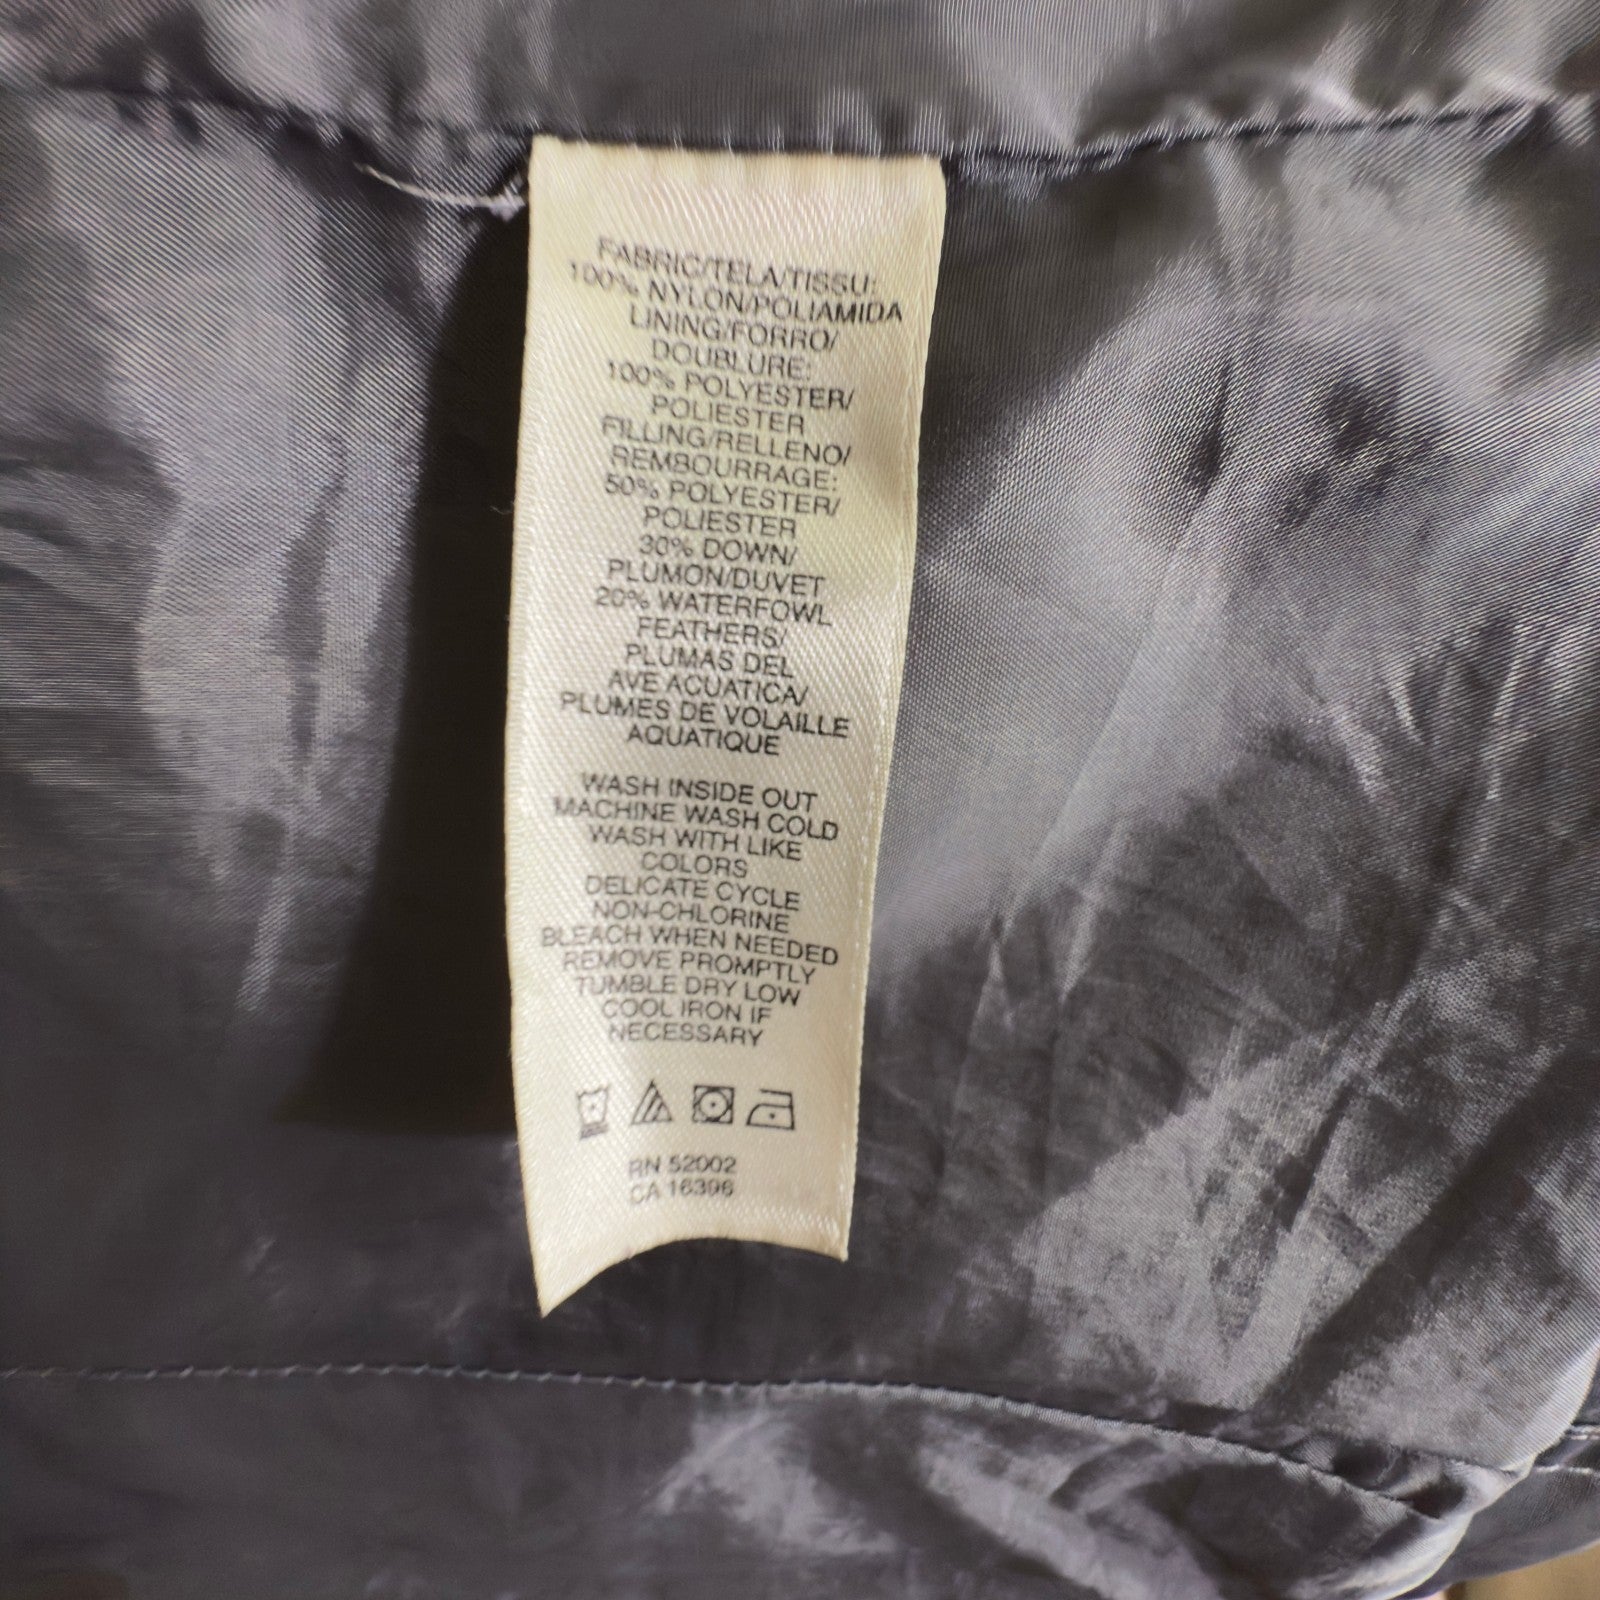 FABRIC/TELA/TISSU:
100% NYLON/POLIAMIDA
LINING/FORRO/
DOUBLURE:
100% POLYESTER/
POLIESTER
FILLING/RELLENO/
REMBOURRAGE:
50% POLYESTER/
POLIESTER
30% DOWN/
PLUMON/DUVET
20% WATERFOWL
FEATHERS/
PLUMAS DEL
AVE ACUATICA/
PLUMES DE VOLAILLE
AQUATIQUE
WASH INSIDE OUT
MACHINE WASH COLD
WASH WITH LIKE
COLORS
DELICATE CYCLE
NON-CHLORINE
BLEACH WHEN NEEDED
REMOVE PROMPTLY
TUMBLE DRY LOW
COOL IRON IF
NECESSARY
RN 52002
CA 16396